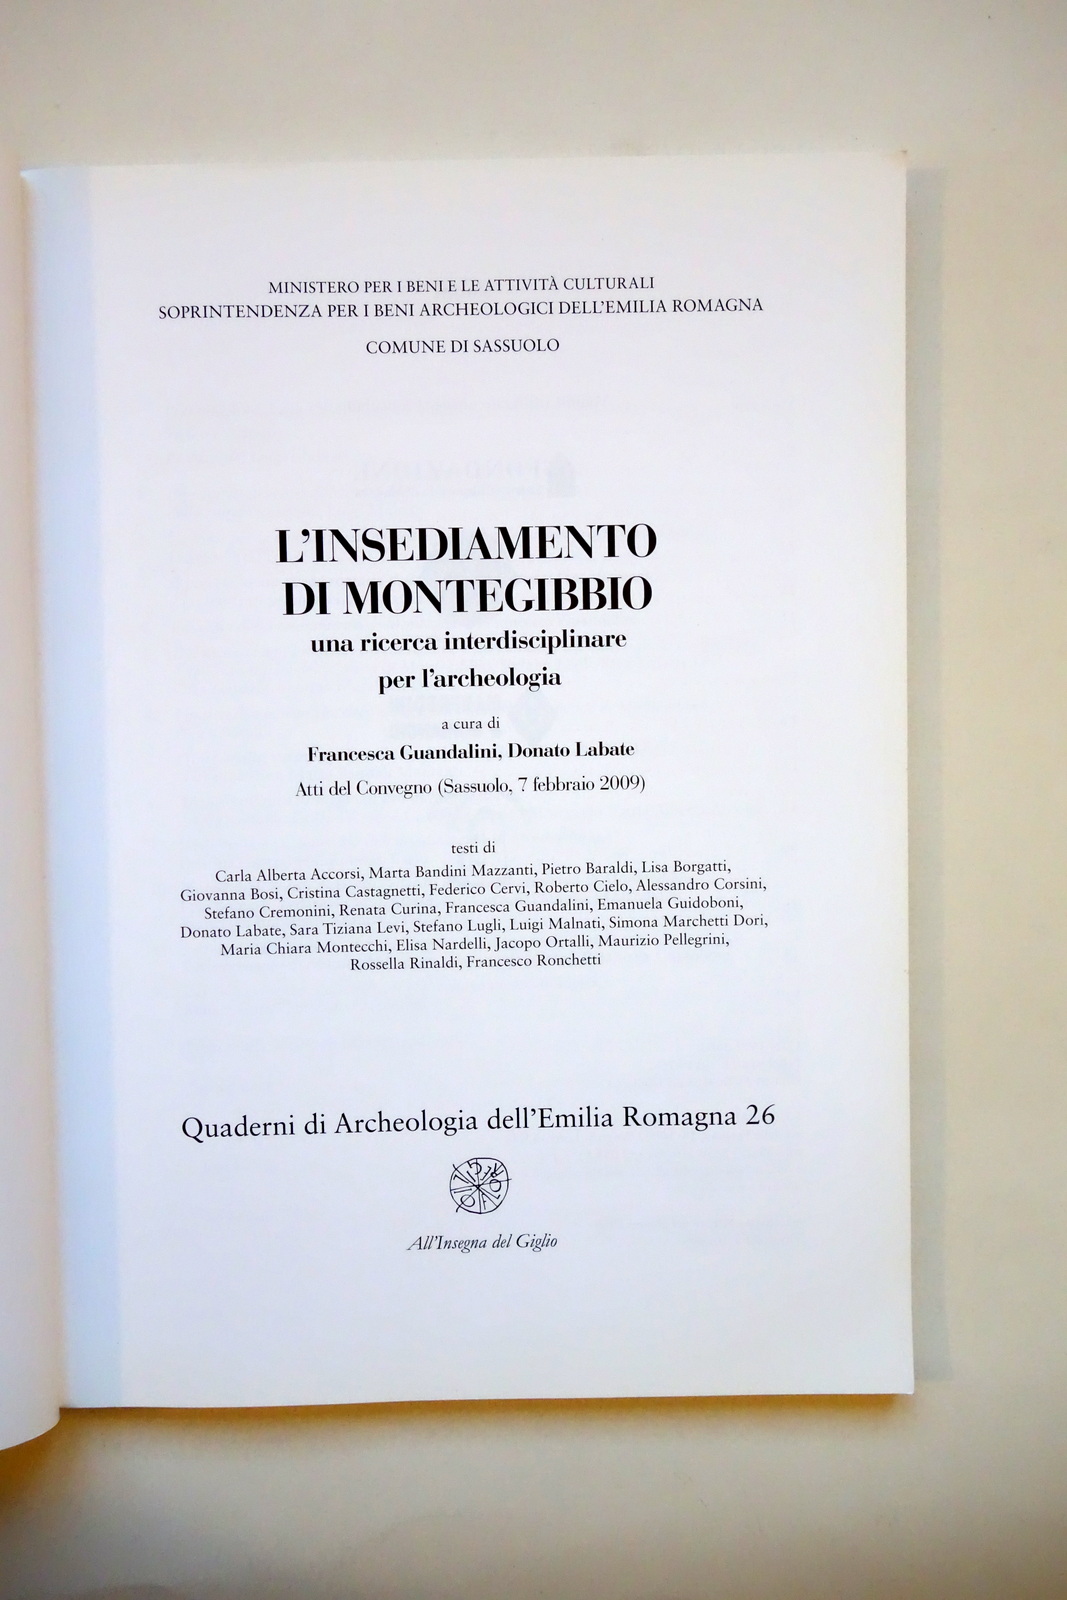 MINISTERO PER I BENI E LE ATTIVITÀ CULTURALI
SOPRINTENDENZA PER I BENI ARCHEOLOGICI DELL'EMILIA ROMAGNA
COMUNE DI SASSUOLO
L'INSEDIAMENTO
DI MONTEGIBBIO
una ricerca interdisciplinare
per l'archeologia
a cura di
Francesca Guandalini, Donato Labate
Atti del Convegno (Sassuolo, 7 febbraio 2009)
testi di
Carla Alberta Accorsi, Marta Bandini Mazzanti, Pietro Baraldi, Lisa Borgatti,
Giovanna Bosi, Cristina Castagnetti, Federico Cervi, Roberto Cielo, Alessandro Corsini,
Stefano Cremonini, Renata Curina, Francesca Guandalini, Emanuela Guidoboni,
Donato Labate, Sara Tiziana Levi, Stefano Lugli, Luigi Malnati, Simona Marchetti Dori,
Maria Chiara Montecchi, Elisa Nardelli, Jacopo Ortalli, Maurizio Pellegrini,
Rossella Rinaldi, Francesco Ronchetti
Quaderni di Archeologia dell'Emilia Romagna 26
All'Insegna del Giglio